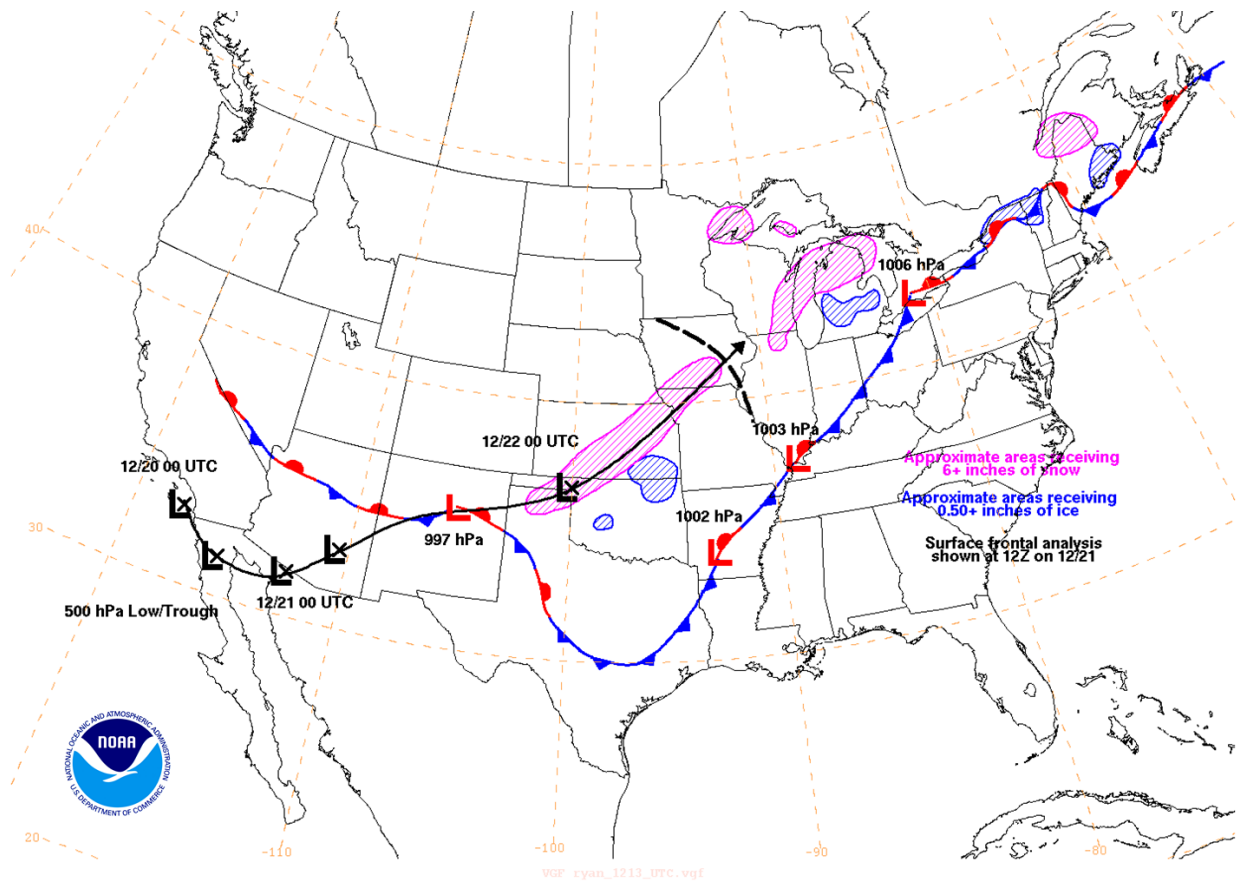 40
1006 hPa
12/22 00 UTC
1003 hPa
12/20 00 UTC
Approximate areas receiving
6+ inches of snow
Approximate areas receiving
0.50+ inches of ice
1002 hPa
Surface frontal analysis
shown at 12Z on 12/21
30
997 hPa
12/21 00 UTC
500 hPa Low/Trough
L
L
L
L
L
L
L
L
L
NATIONAL OCEANIC AND ATMOSPHERIC ADMINISTRATION
NOAA
U.S. DEPARTMENT OF COMMERCE
20
-110
-100
-90
-80
VGF ryan_1213_UTC.vgf